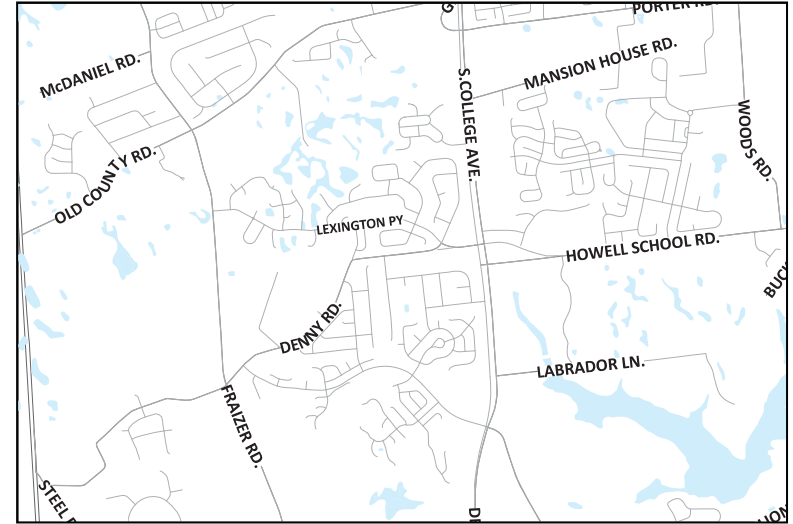 PORTER RD.
McDANIEL RD.
MANSION HOUSE RD.
S.COLLEGE AVE.
WOODS RD.
OLD COUNTY RD.
LEXINGTON PY
HOWELL SCHOOL RD.
DENNY RD.
LABRADOR LN.
FRAIZER RD.
STEEL